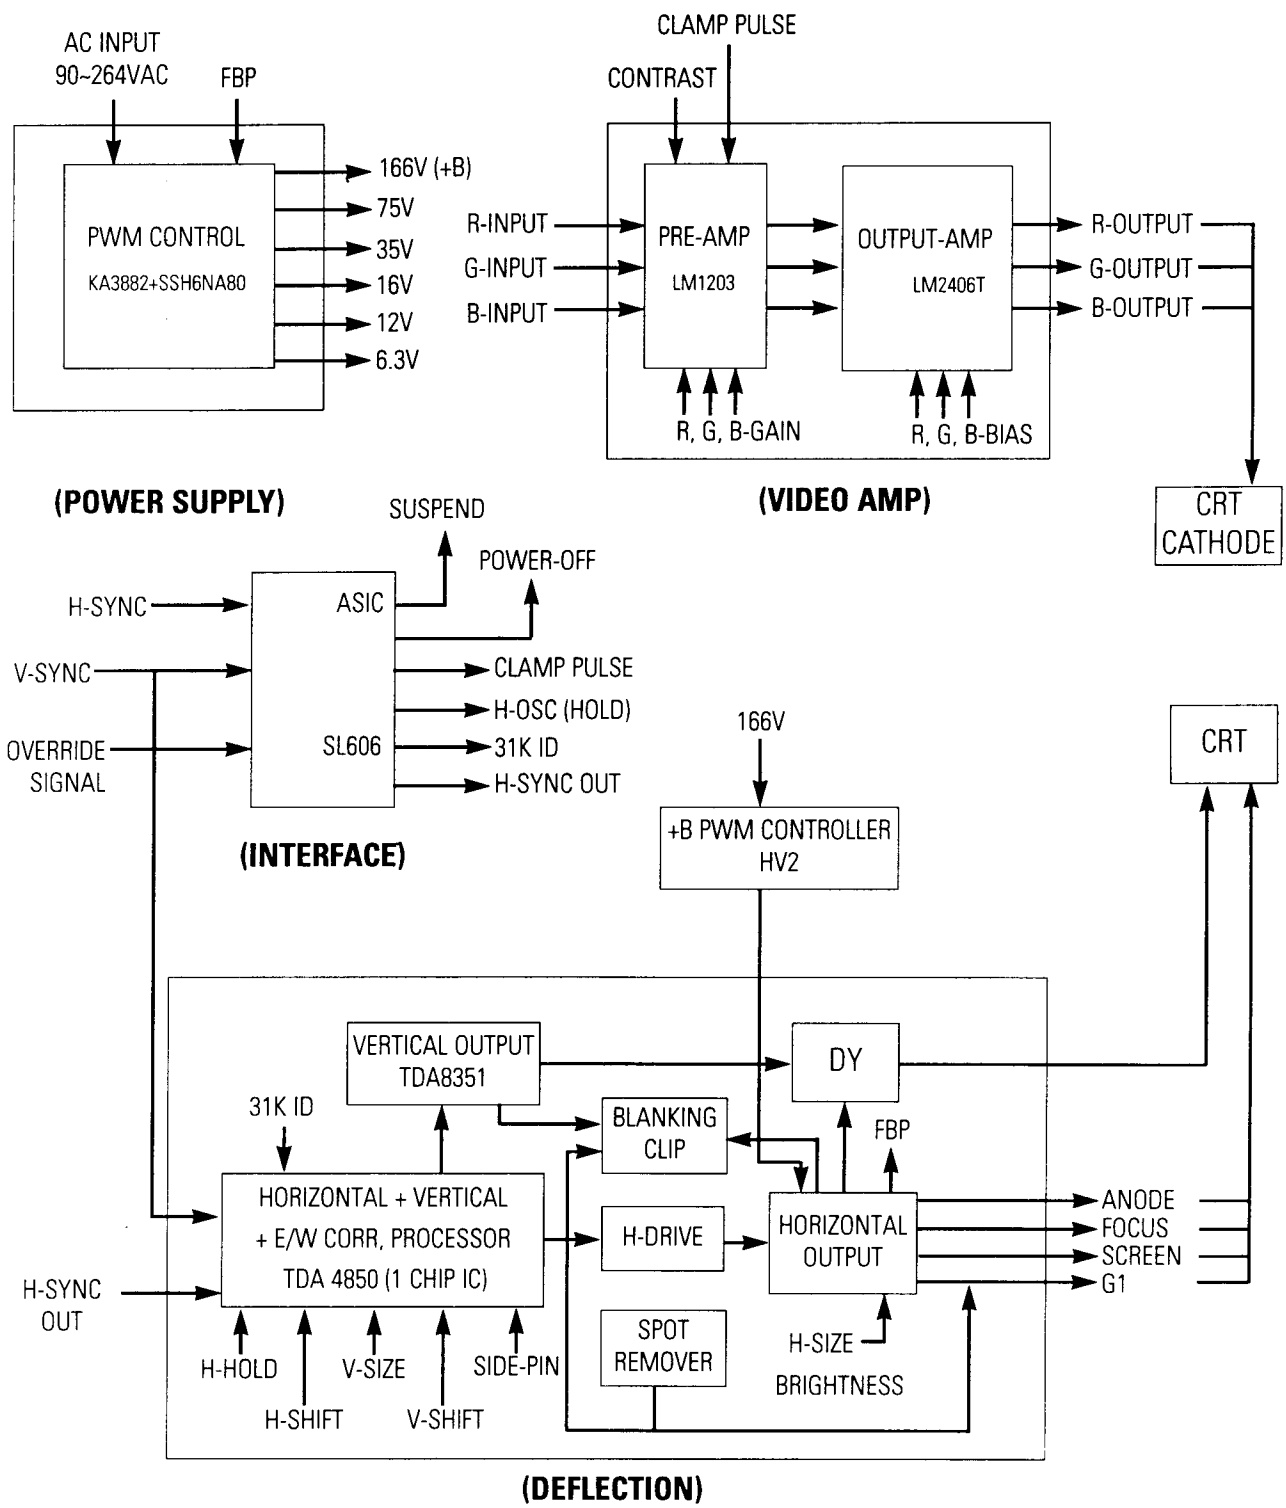 AC INPUT
90~264VAC
FBP
PWM CONTROL
KA3882+SSH6NA80
166V (+B)
75V
35V
16V
12V
6.3V
(POWER SUPPLY)
CLAMP PULSE
CONTRAST
R-INPUT
G-INPUT
B-INPUT
PRE-AMP
LM1203
OUTPUT-AMP
LM2406T
R-OUTPUT
G-OUTPUT
B-OUTPUT
R, G, B-GAIN
R, G, B-BIAS
(VIDEO AMP)
CRT
CATHODE
SUSPEND
POWER-OFF
H-SYNC
V-SYNC
OVERRIDE
SIGNAL
ASIC
SL606
CLAMP PULSE
H-OSC (HOLD)
31K ID
H-SYNC OUT
(INTERFACE)
166V
+B PWM CONTROLLER
HV2
CRT
VERTICAL OUTPUT
TDA8351
DY
31K ID
BLANKING
CLIP
FBP
HORIZONTAL + VERTICAL
+ E/W CORR, PROCESSOR
TDA 4850 (1 CHIP IC)
H-DRIVE
HORIZONTAL
OUTPUT
ANODE
FOCUS
SCREEN
G1
H-SYNC
OUT
SPOT
REMOVER
H-SIZE
BRIGHTNESS
H-HOLD
V-SIZE
SIDE-PIN
H-SHIFT
V-SHIFT
(DEFLECTION)